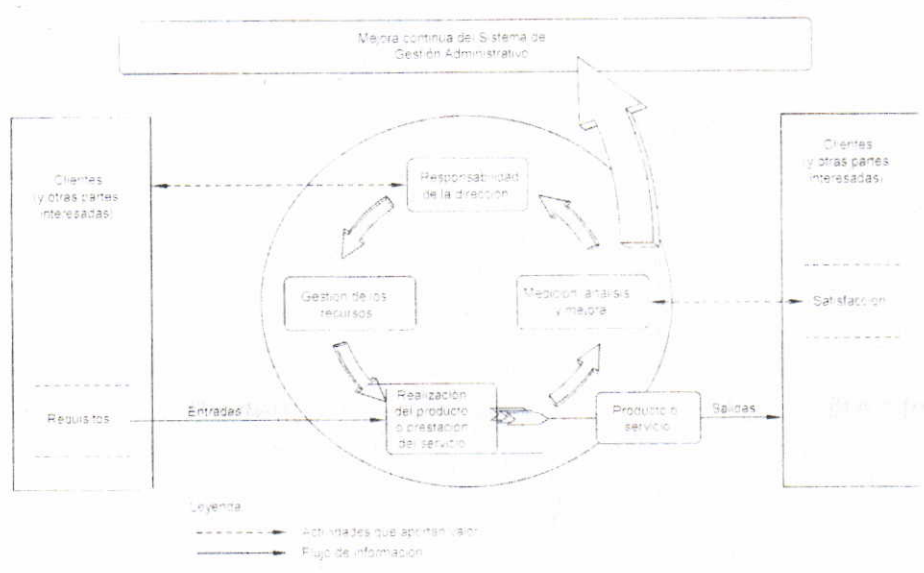 Mejora continua del Sistema de
Gestión Administrativo
Clientes
(y otras partes
interesadas)
Responsabilidad
de la dirección
Clientes
(y otras partes
interesadas)
Gestión de los
recursos
Medición, análisis
y mejora
Satisfacción
Requisitos
Entradas
Realización
del producto
o prestación
del servicio
Producto o
servicio
Salidas
Leyenda
Actividades que aportan valor
Flujo de información